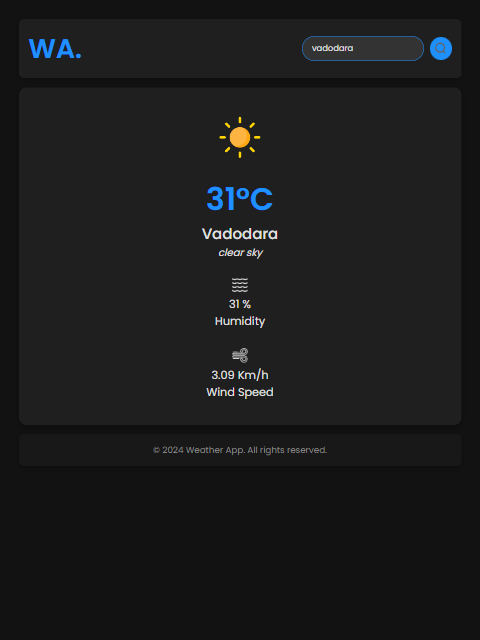 WA.
vadodara
31°C
Vadodara
clear sky
31 %
Humidity
3.09 Km/h
Wind Speed
© 2024 Weather App. All rights reserved.